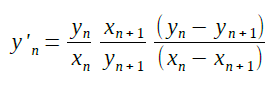 y'ₙ = yₙ/xₙ xₙ₊₁/yₙ₊₁ (yₙ − yₙ₊₁)/(xₙ − xₙ₊₁)